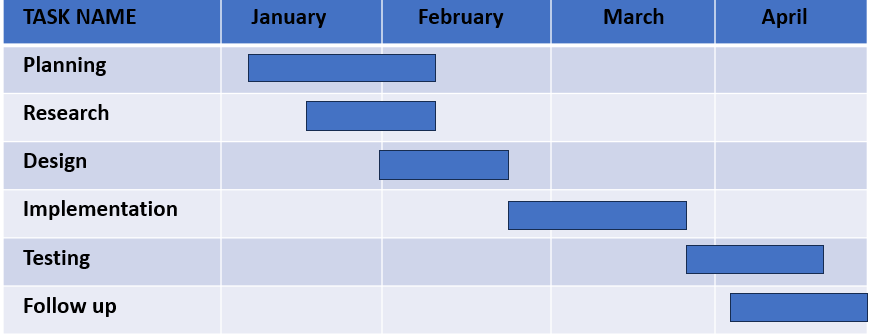 TASK NAME January February March April
Planning
Research
Design
Implementation
Testing
Follow up